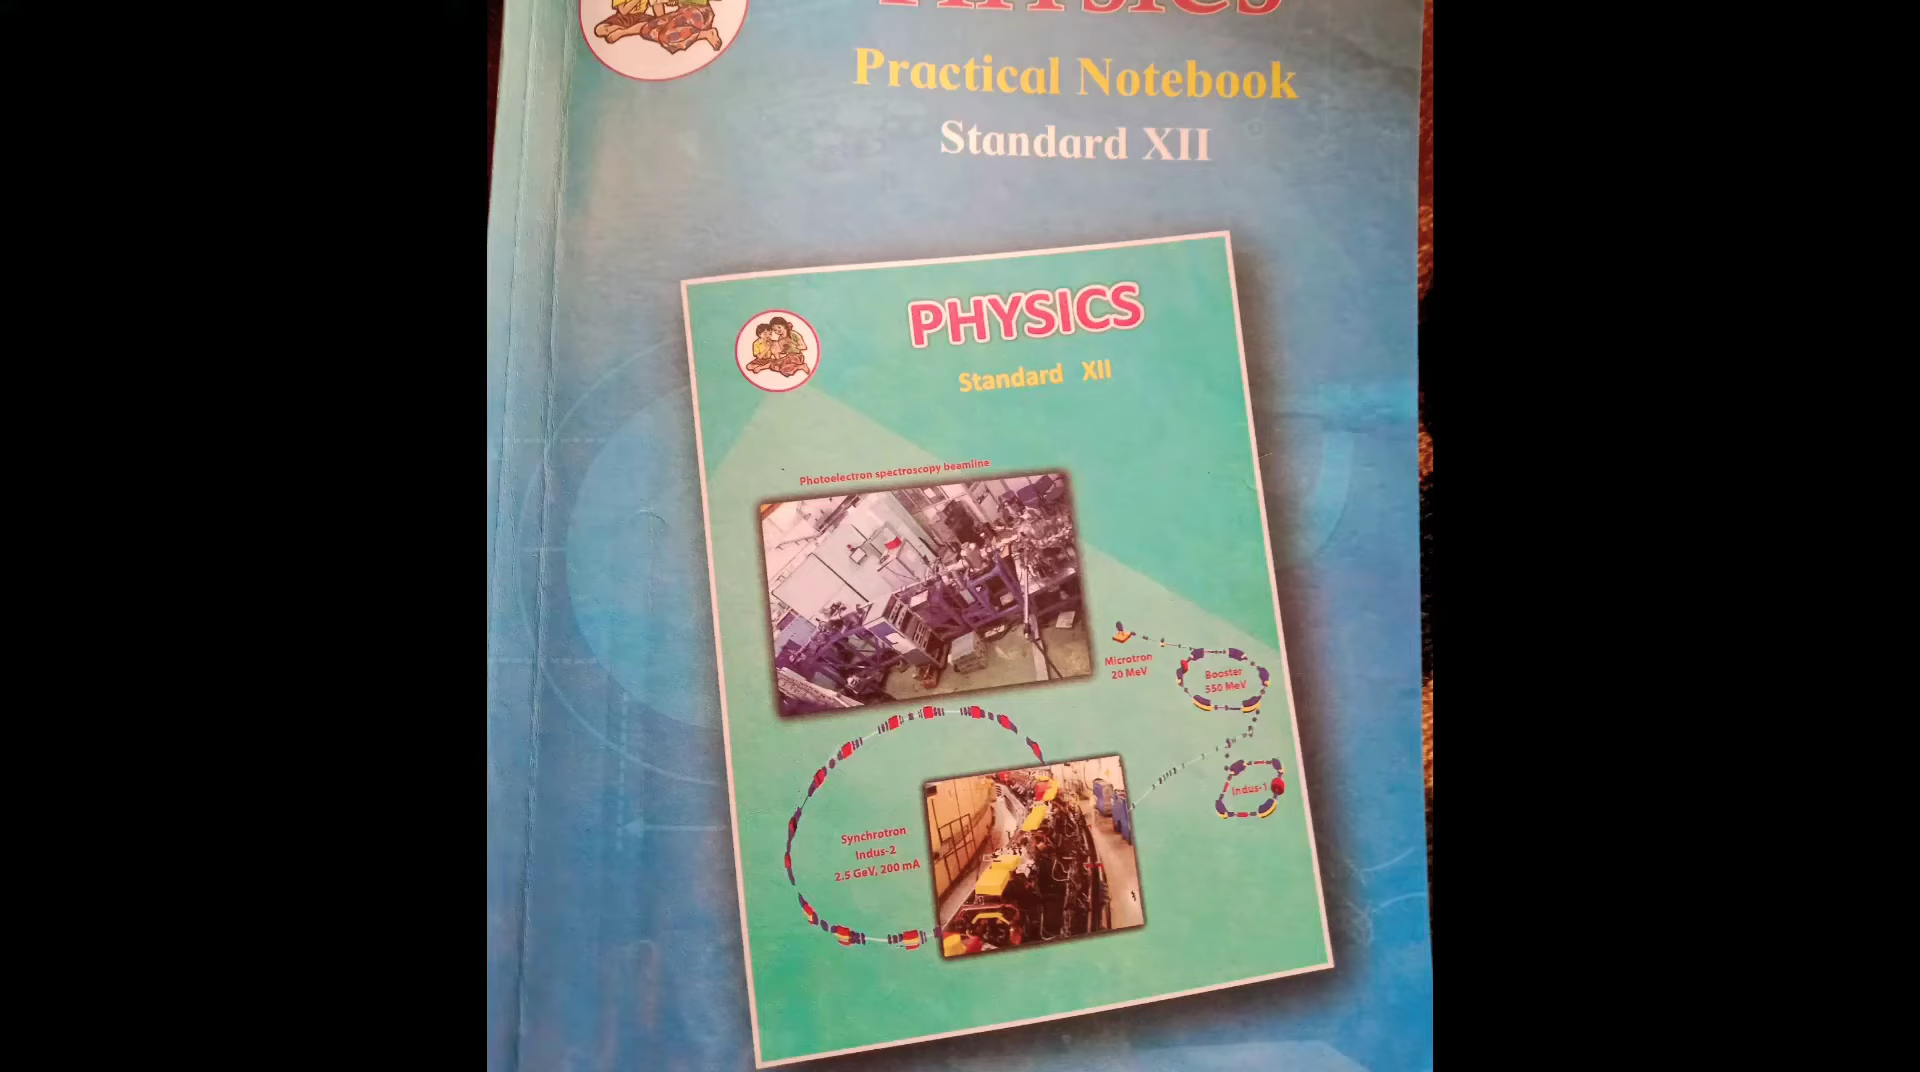 PHYSICS
Practical Notebook
Standard XII
PHYSICS
Standard XII
Photoelectron spectroscopy beamline
Microtron
20 MeV
Booster
550 MeV
Indus-1
Synchrotron
Indus-2
2.5 GeV, 200 mA